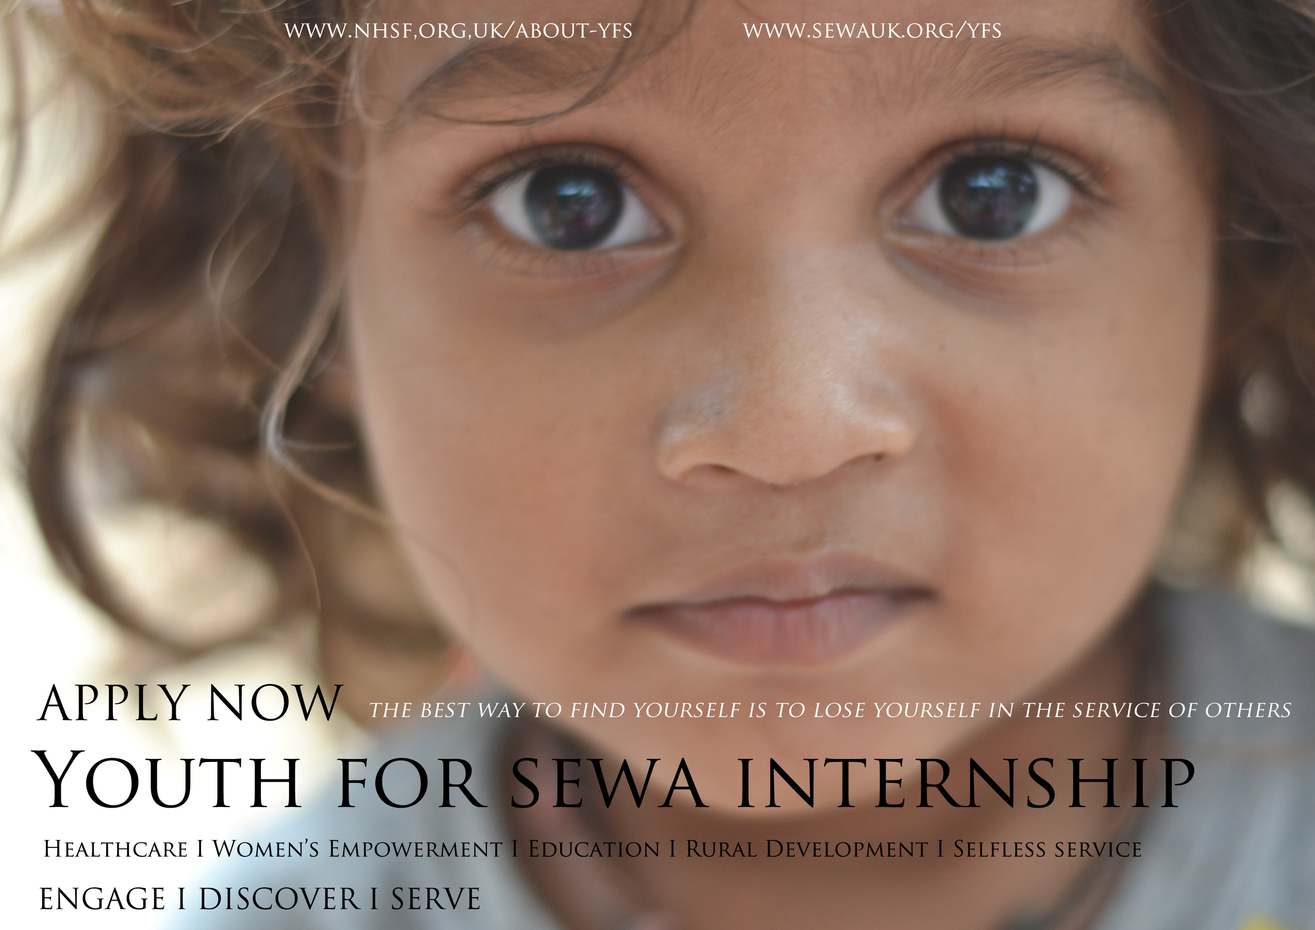 WWW.NHSF,ORG,UK/ABOUT-YFS WWW.SEWAUK.ORG/YFS
APPLY NOW THE BEST WAY TO FIND YOURSELF IS TO LOSE YOURSELF IN THE SERVICE OF OTHERS
YOUTH FOR SEWA INTERNSHIP
HEALTHCARE I WOMEN'S EMPOWERMENT I EDUCATION I RURAL DEVELOPMENT I SELFLESS SERVICE
ENGAGE I DISCOVER I SERVE